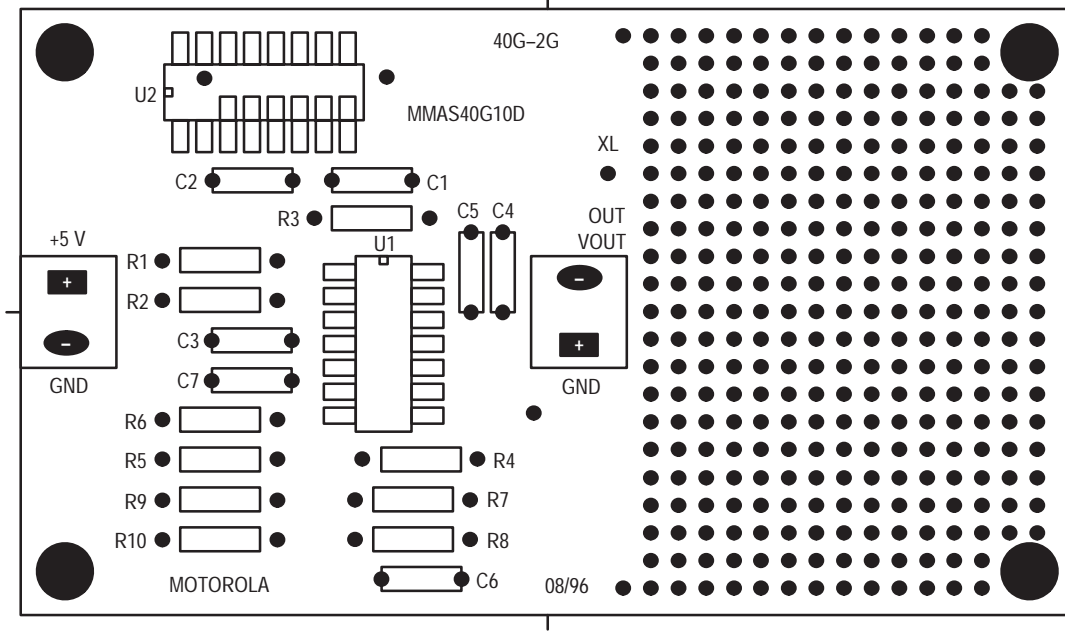 40G–2G
U2
MMAS40G10D
XL
C2
C1
R3
C5 C4
OUT
+5 V
U1
VOUT
R1
+
–
R2
C3
–
+
C7
GND
GND
R6
R5
R4
R9
R7
R10
R8
MOTOROLA
C6
08/96